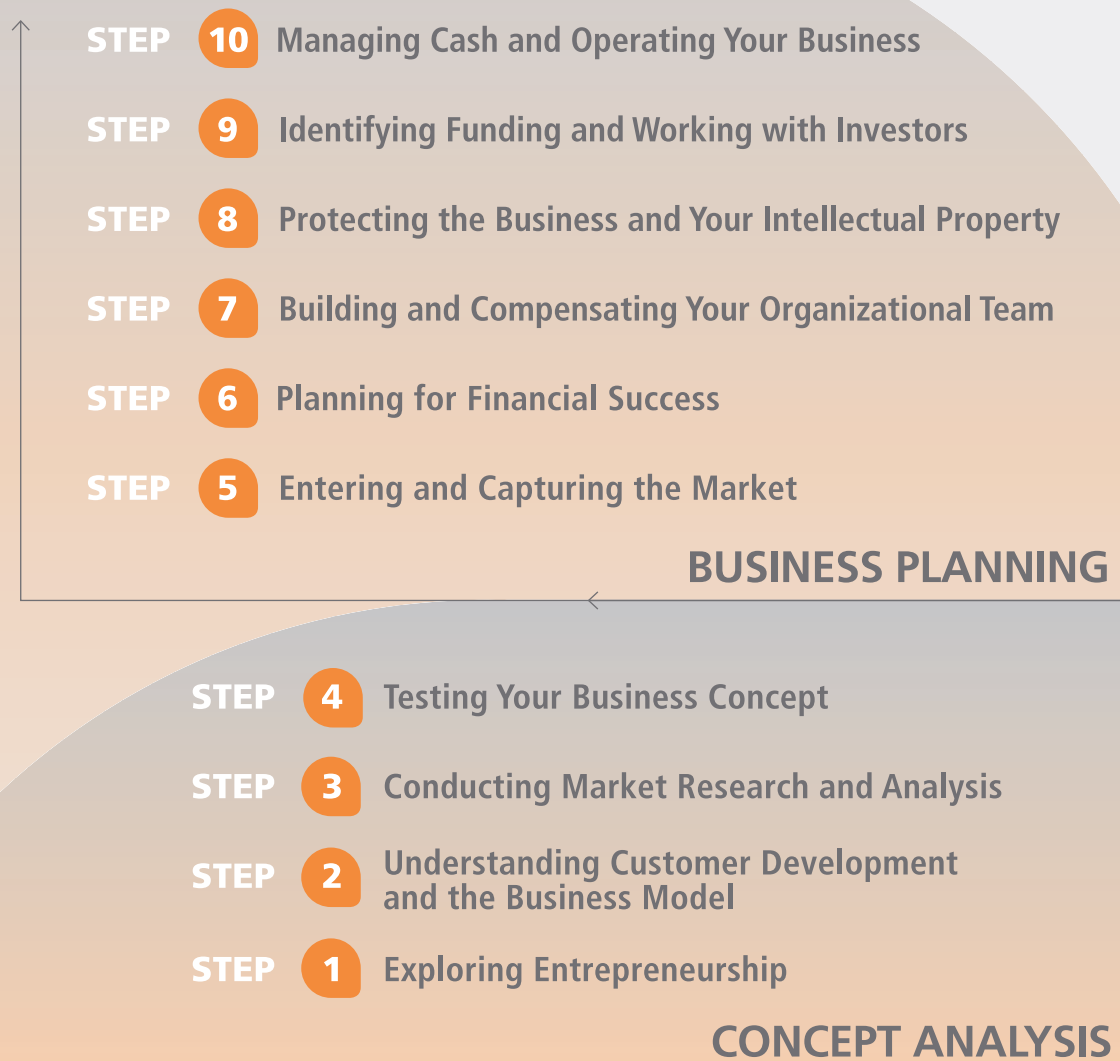 STEP 10 Managing Cash and Operating Your Business
STEP 9 Identifying Funding and Working with Investors
STEP 8 Protecting the Business and Your Intellectual Property
STEP 7 Building and Compensating Your Organizational Team
STEP 6 Planning for Financial Success
STEP 5 Entering and Capturing the Market
BUSINESS PLANNING
STEP 4 Testing Your Business Concept
STEP 3 Conducting Market Research and Analysis
STEP 2 Understanding Customer Development
and the Business Model
STEP 1 Exploring Entrepreneurship
CONCEPT ANALYSIS